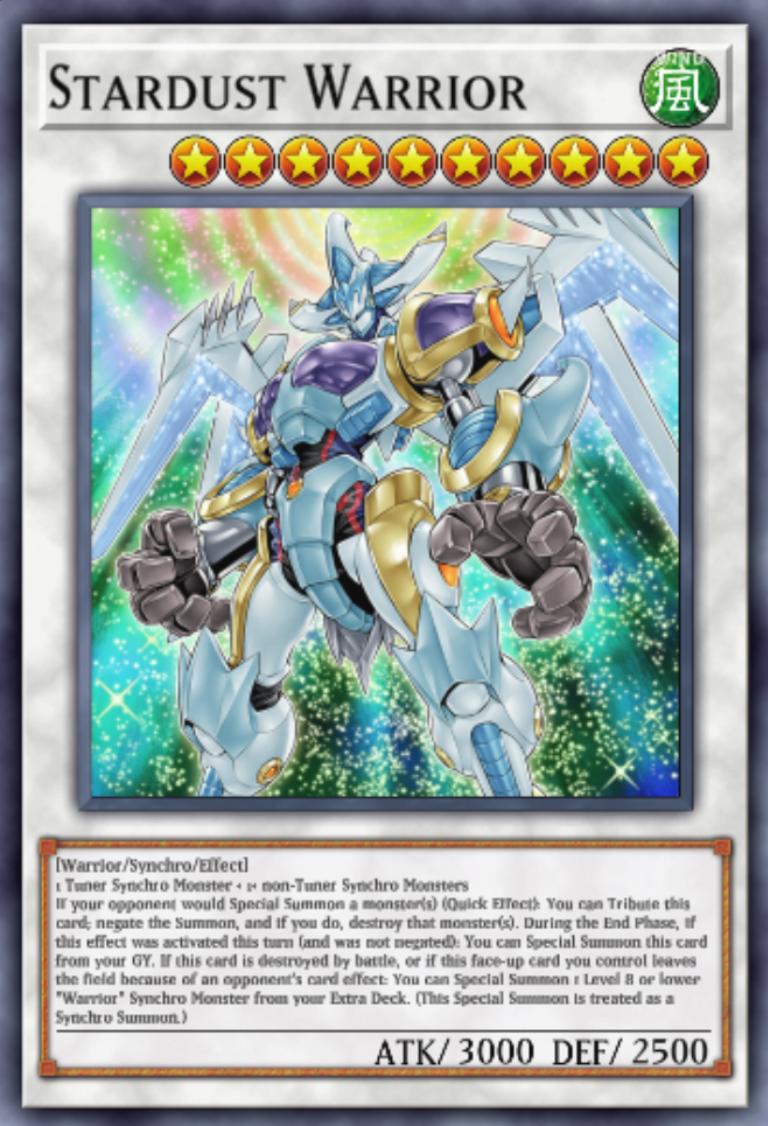 STARDUST WARRIOR
WIND
風
[Warrior/Synchro/Effect]
1 Tuner Synchro Monster + 1+ non-Tuner Synchro Monsters
If your opponent would Special Summon a monster(s) (Quick Effect): You can Tribute this
card; negate the Summon, and if you do, destroy that monster(s). During the End Phase, if
this effect was activated this turn (and was not negated): You can Special Summon this card
from your GY. If this card is destroyed by battle, or if this face-up card you control leaves
the field because of an opponent's card effect: You can Special Summon 1 Level 8 or lower
"Warrior" Synchro Monster from your Extra Deck. (This Special Summon is treated as a
Synchro Summon.)
ATK/ 3000 DEF/ 2500